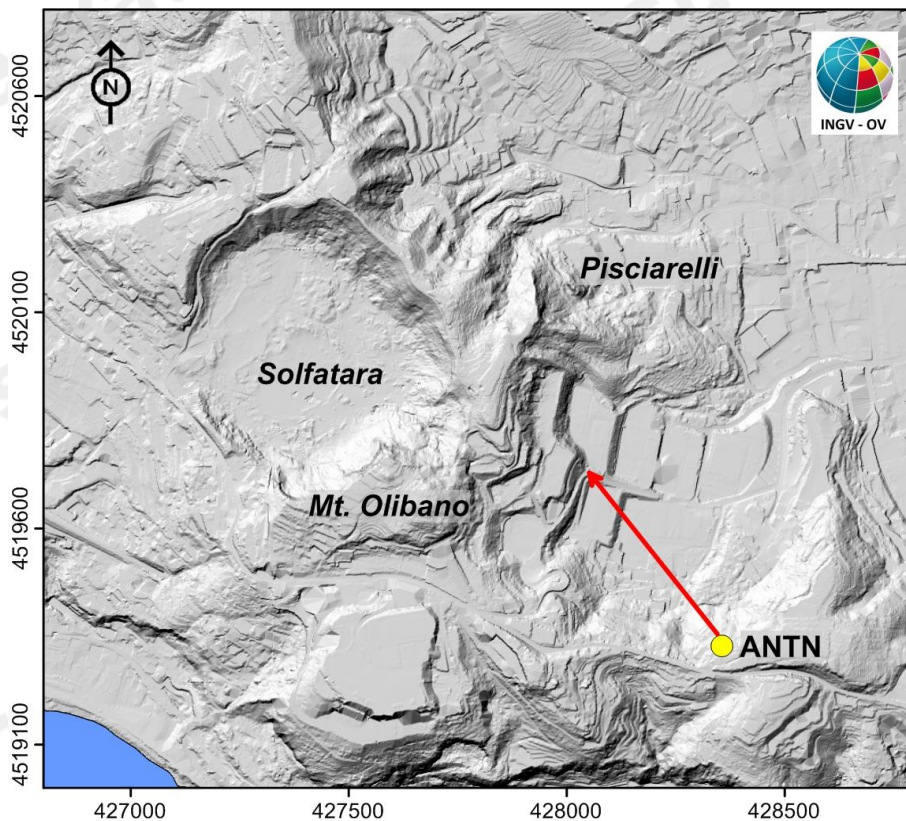 N
INGV - OV
4520600
Pisciarelli
4520100
Solfatara
Mt. Olibano
4519600
ANTN
4519100
427000
427500
428000
428500